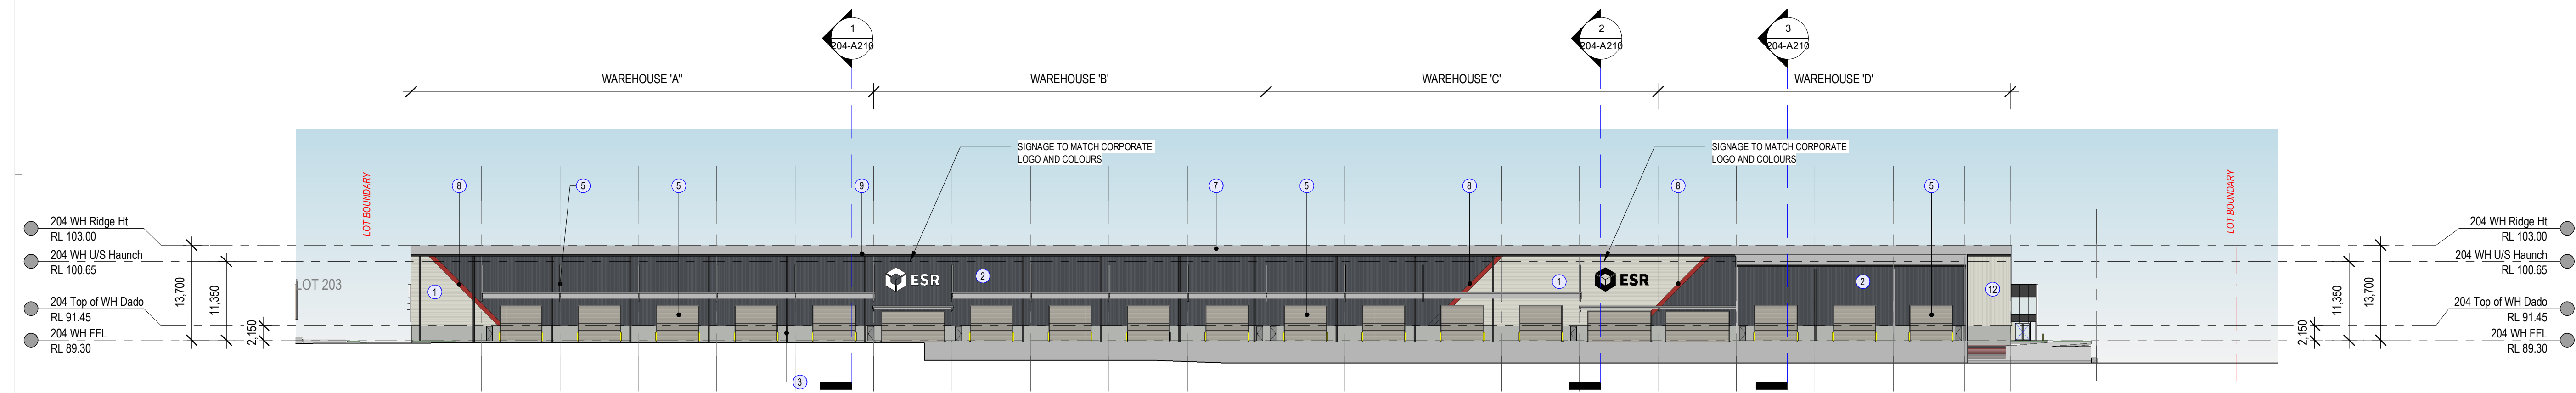 1
204-A210
2
204-A210
3
204-A210
WAREHOUSE 'A"
WAREHOUSE 'B'
WAREHOUSE 'C'
WAREHOUSE 'D'
SIGNAGE TO MATCH CORPORATE
LOGO AND COLOURS
SIGNAGE TO MATCH CORPORATE
LOGO AND COLOURS
LOT BOUNDARY
8
5
5
9
7
5
8
8
5
LOT BOUNDARY
204 WH Ridge Ht
RL 103.00
204 WH U/S Haunch
RL 100.65
204 Top of WH Dado
RL 91.45
204 WH FFL
RL 89.30
13,700
11,350
2,150
LOT 203
1
ESR
2
1
ESR
2
12
3
2,150
11,350
13,700
204 WH Ridge Ht
RL 103.00
204 WH U/S Haunch
RL 100.65
204 Top of WH Dado
RL 91.45
204 WH FFL
RL 89.30